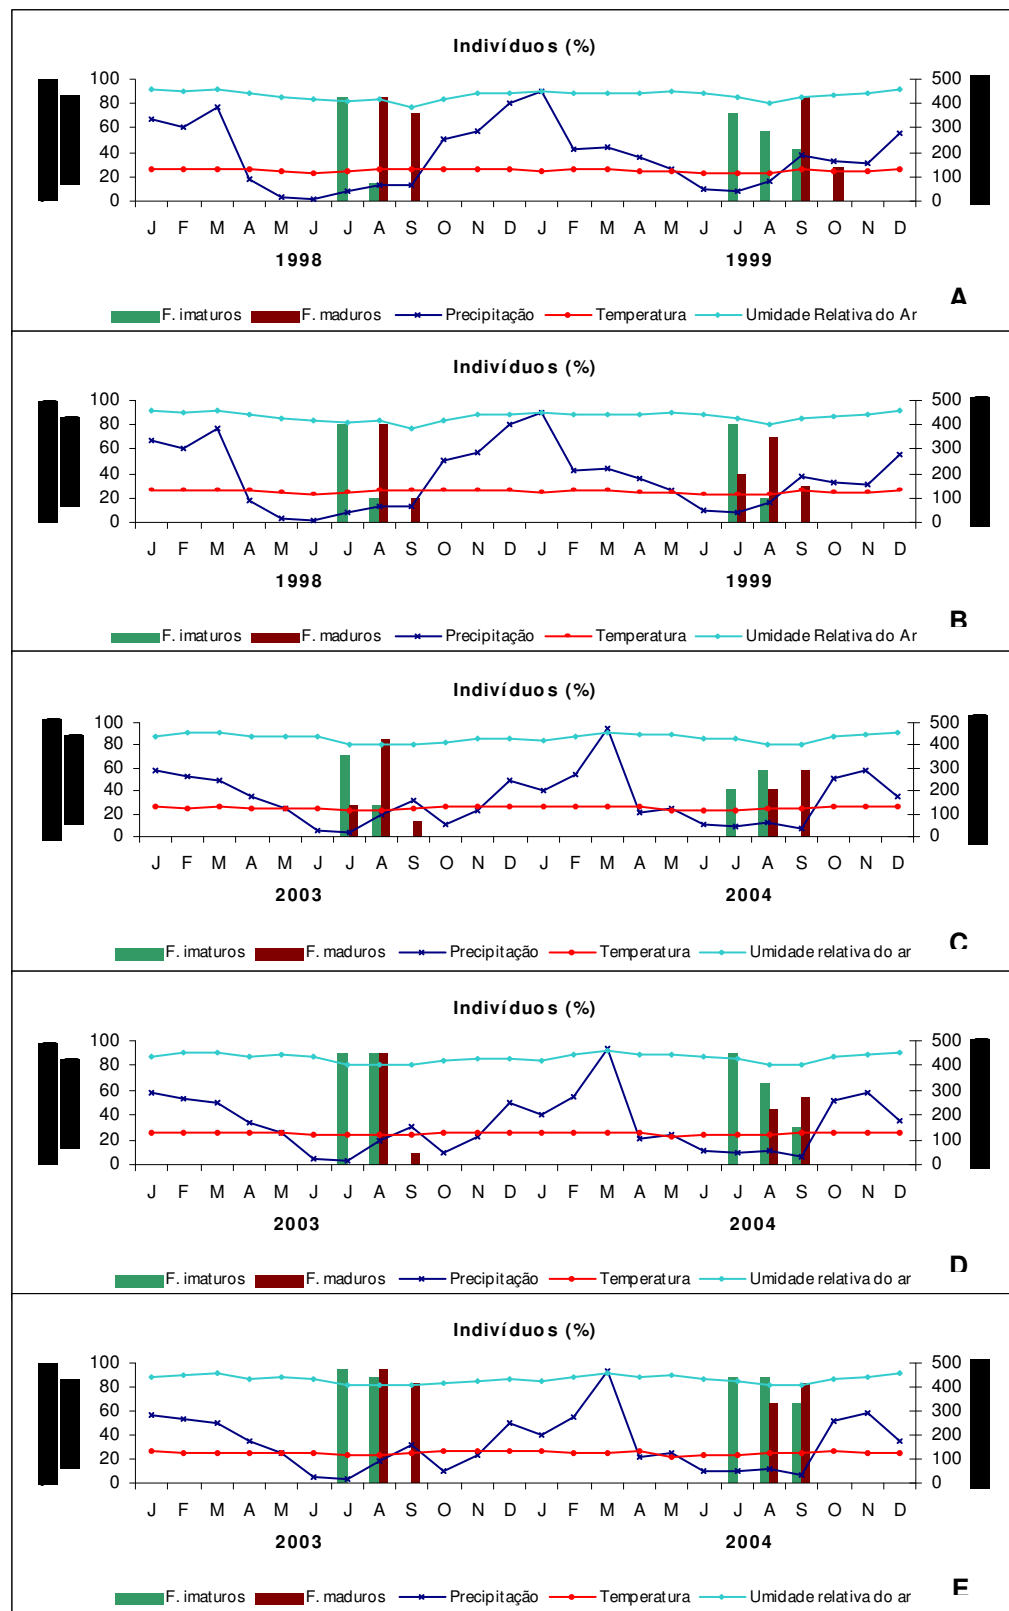 Indivíduos (%)
100 500
80 400
60 300
40 200
20 100
0 0
J F M A M J J A S O N D J F M A M J J A S O N D
1998 1999
A
F. imaturos F. maduros Precipitação Temperatura Umidade Relativa do Ar
Indivíduos (%)
100 500
80 400
60 300
40 200
20 100
0 0
J F M A M J J A S O N D J F M A M J J A S O N D
1998 1999
B
F. imaturos F. maduros Precipitação Temperatura Umidade Relativa do Ar
Indivíduos (%)
100 500
80 400
60 300
40 200
20 100
0 0
J F M A M J J A S O N D J F M A M J J A S O N D
2003 2004
C
F. imaturos F. maduros Precipitação Temperatura Umidade relativa do ar
Indivíduos (%)
100 500
80 400
60 300
40 200
20 100
0 0
J F M A M J J A S O N D J F M A M J J A S O N D
2003 2004
D
F. imaturos F. maduros Precipitação Temperatura Umidade relativa do ar
Indivíduos (%)
100 500
80 400
60 300
40 200
20 100
0 0
J F M A M J J A S O N D J F M A M J J A S O N D
2003 2004
E
F. imaturos F. maduros Precipitação Temperatura Umidade relativa do ar